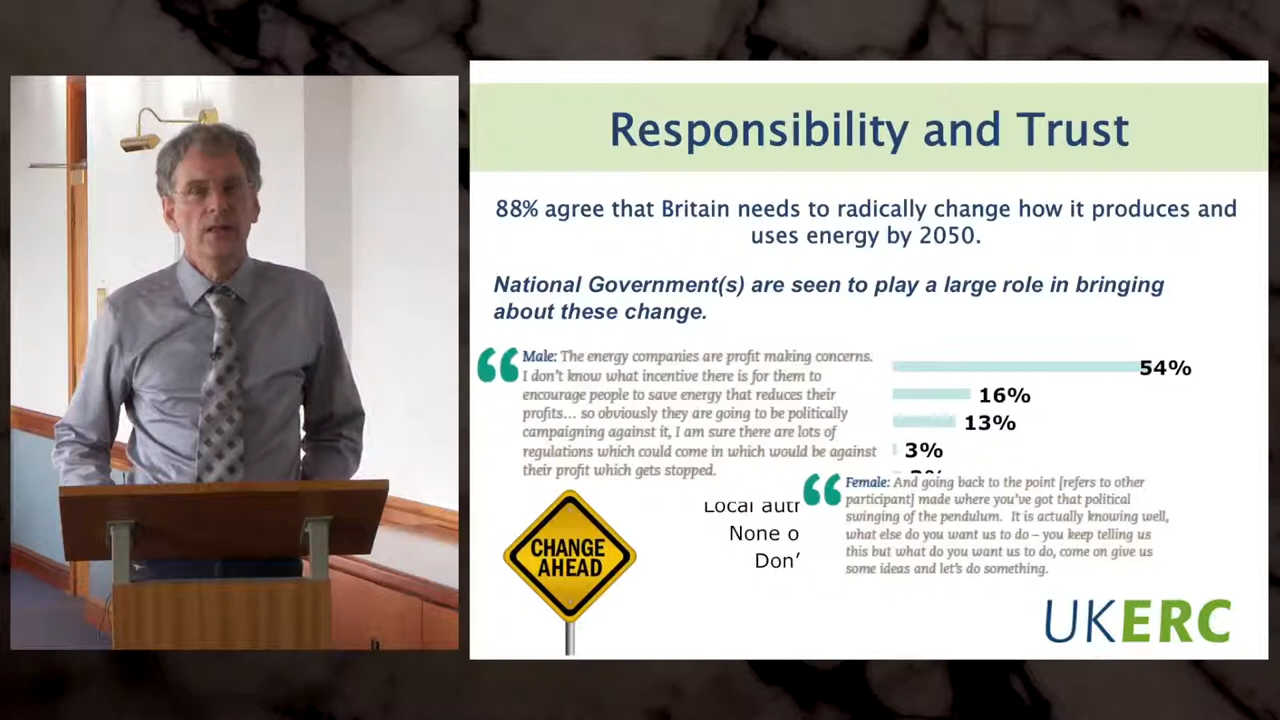 Responsibility and Trust
88% agree that Britain needs to radically change how it produces and
uses energy by 2050.
National Government(s) are seen to play a large role in bringing
about these change.
Male: The energy companies are profit making concerns.
I don't know what incentive there is for them to
encourage people to save energy that reduces their
profits... so obviously they are going to be politically
campaigning against it, I am sure there are lots of
regulations which could come in which would be against
their profit which gets stopped.
54%
16%
13%
3%
Female: And going back to the point [refers to other
participant] made where you've got that political
swinging of the pendulum. It is actually knowing well,
what else do you want us to do – you keep telling us
this but what do you want us to do, come on give us
some ideas and let's do something.
Local
None o
Don'
CHANGE
AHEAD
UKERC